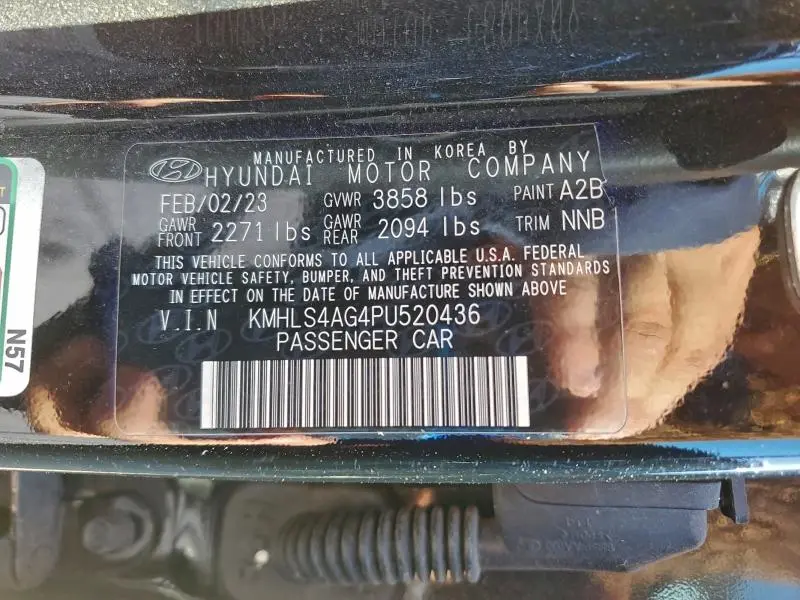 MANUFACTURED IN KOREA BY
HYUNDAI MOTOR COMPANY
FEB/02/23 GVWR 3858 lbs PAINT A2B
GAWR FRONT 2271 lbs GAWR REAR 2094 lbs TRIM NNB
THIS VEHICLE CONFORMS TO ALL APPLICABLE U.S.A. FEDERAL
MOTOR VEHICLE SAFETY, BUMPER, AND THEFT PREVENTION STANDARDS
IN EFFECT ON THE DATE OF MANUFACTURE SHOWN ABOVE
V.I.N KMHLS4AG4PU520436
PASSENGER CAR
N57